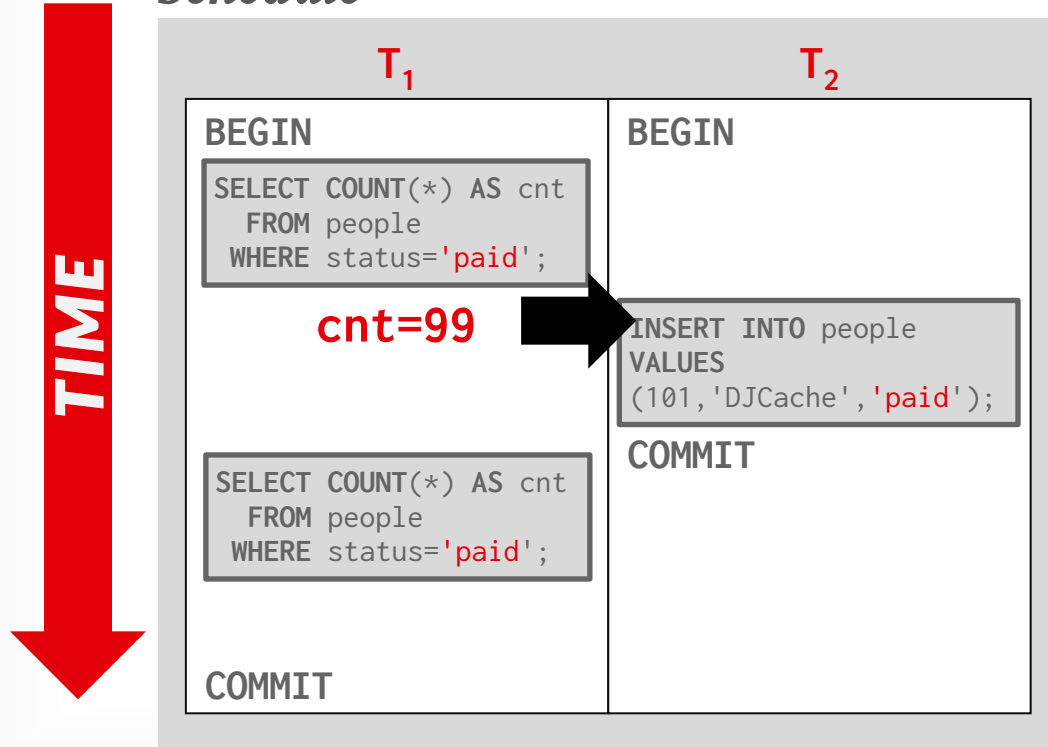 Schedule
TIME
T1
T2
BEGIN
SELECT COUNT(*) AS cnt
FROM people
WHERE status='paid';
cnt=99
SELECT COUNT(*) AS cnt
FROM people
WHERE status='paid';
COMMIT
BEGIN
INSERT INTO people
VALUES
(101,'DJCache','paid');
COMMIT